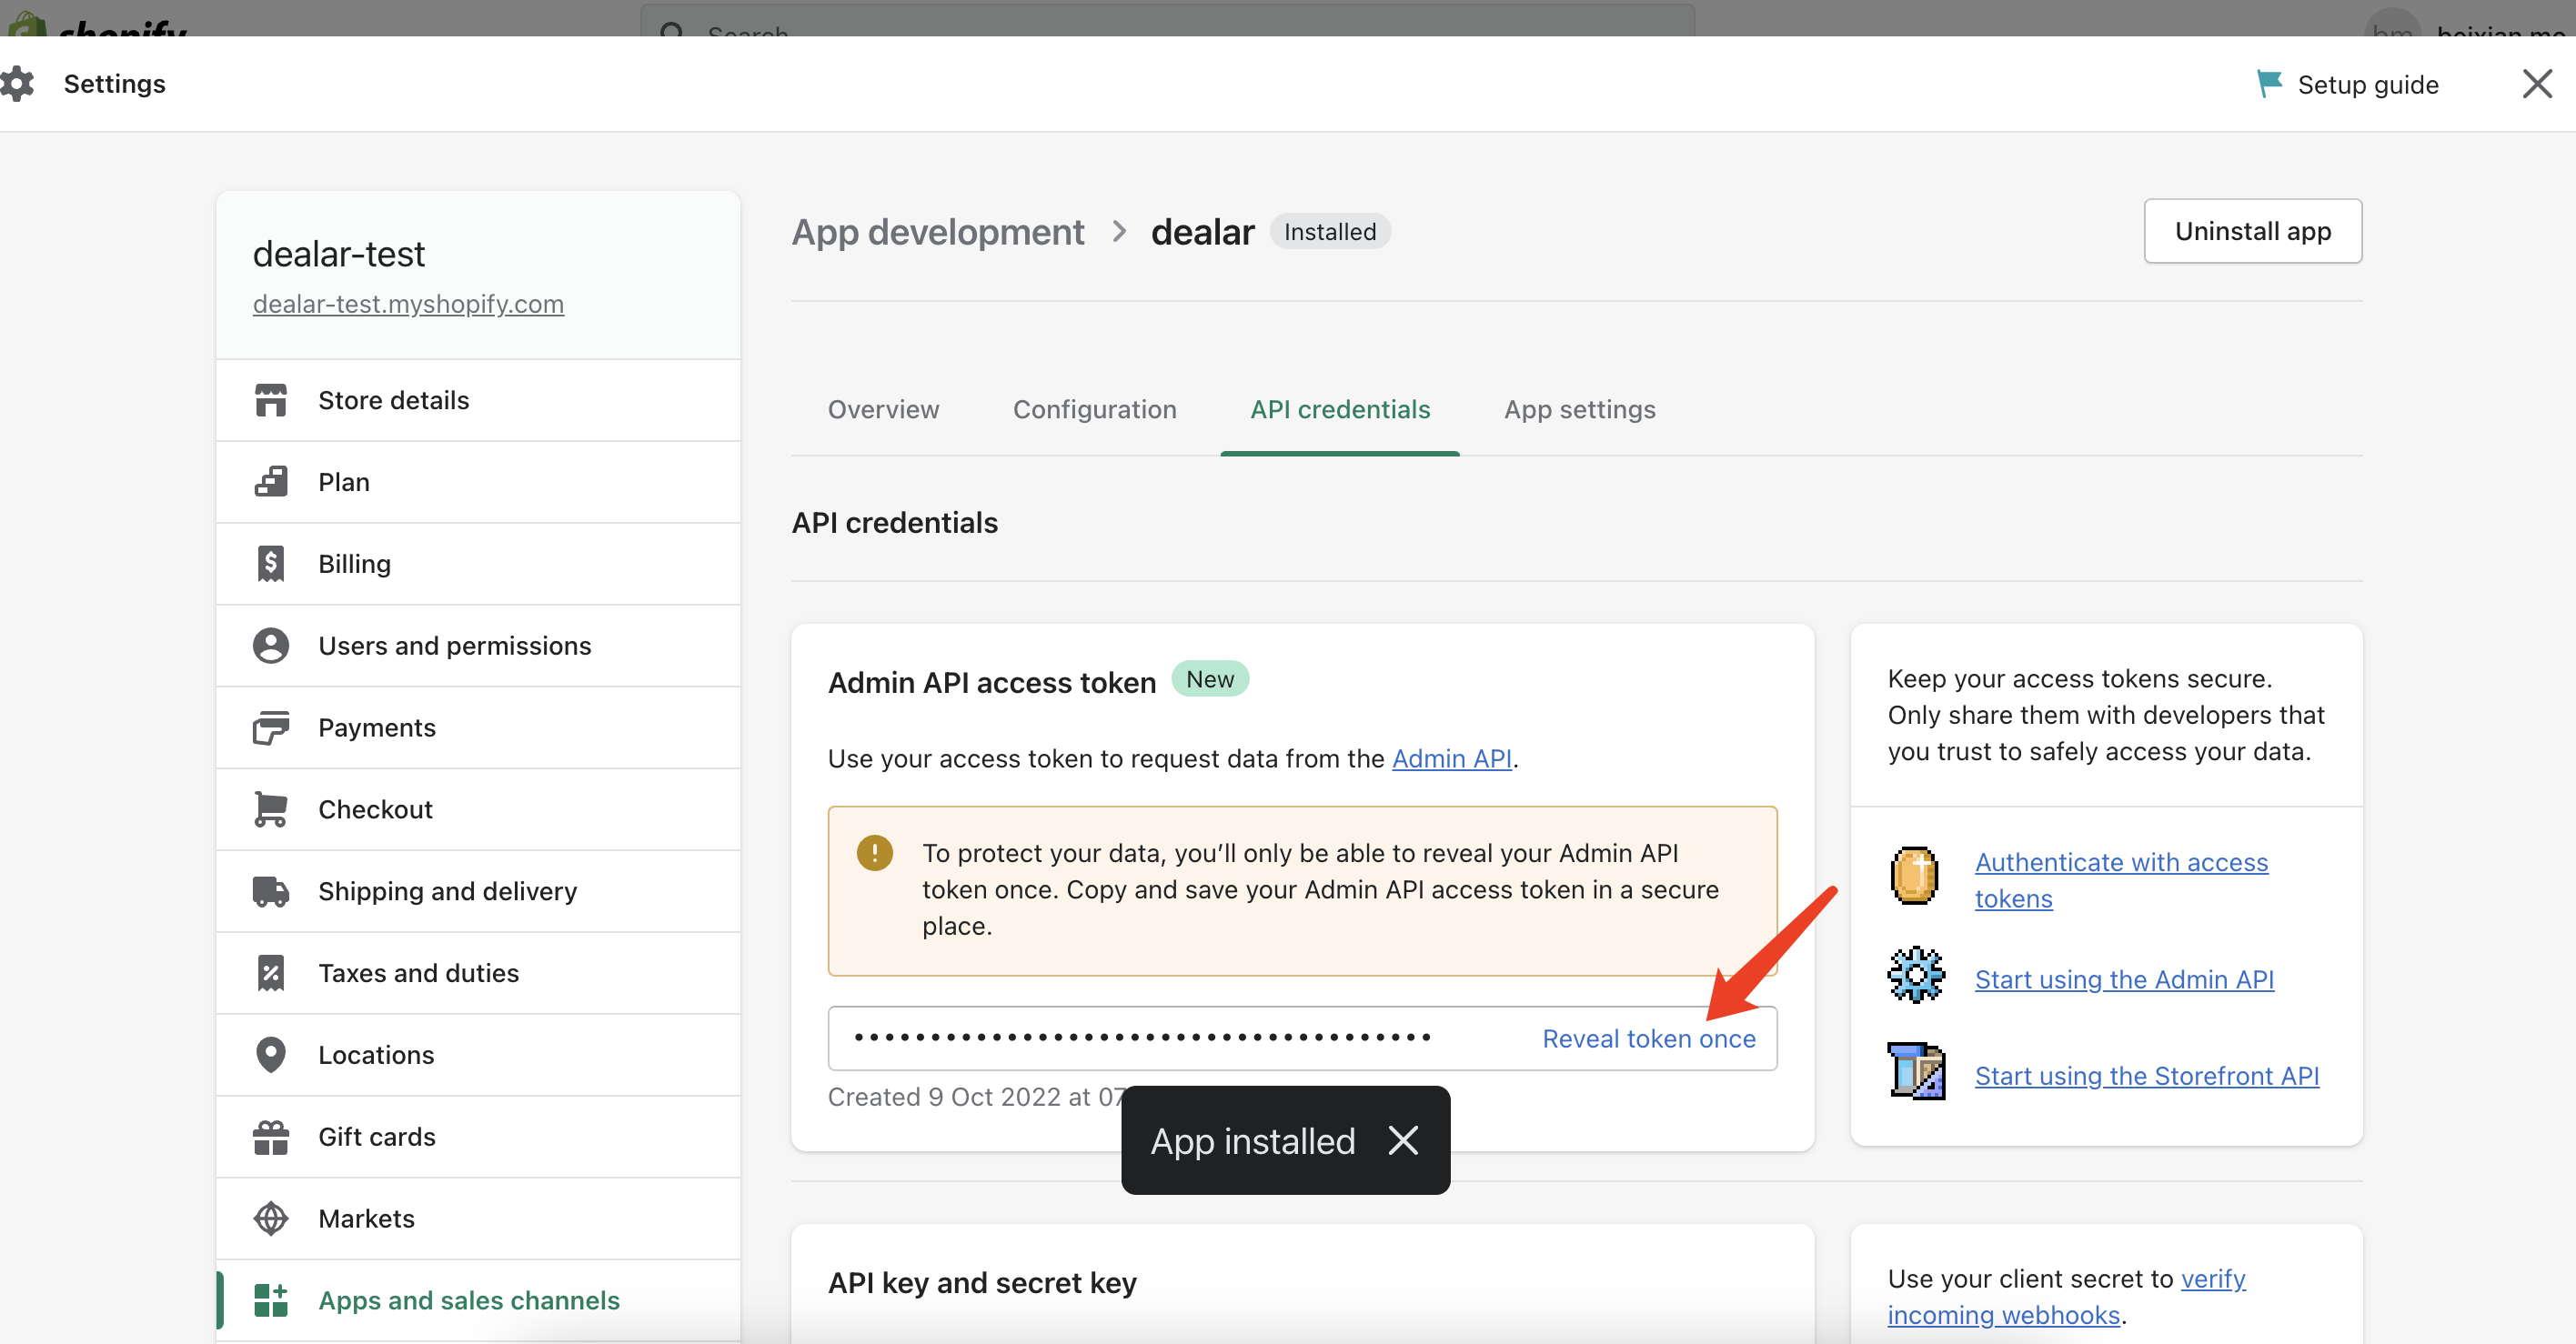 shopify
Search
Settings
Setup guide
dealar-test
dealar-test.myshopify.com
Store details
Plan
Billing
Users and permissions
Payments
Checkout
Shipping and delivery
Taxes and duties
Locations
Gift cards
Markets
Apps and sales channels
App development > dealar Installed
Uninstall app
Overview Configuration API credentials App settings
API credentials
Admin API access token New
Use your access token to request data from the Admin API.
To protect your data, you’ll only be able to reveal your Admin API
token once. Copy and save your Admin API access token in a secure
place.
•••••••••••••••••••••••••••••••••••••• Reveal token once
Created 9 Oct 2022 at 07
App installed
API key and secret key
Keep your access tokens secure.
Only share them with developers that
you trust to safely access your data.
Authenticate with access
tokens
Start using the Admin API
Start using the Storefront API
Use your client secret to verify
incoming webhooks.